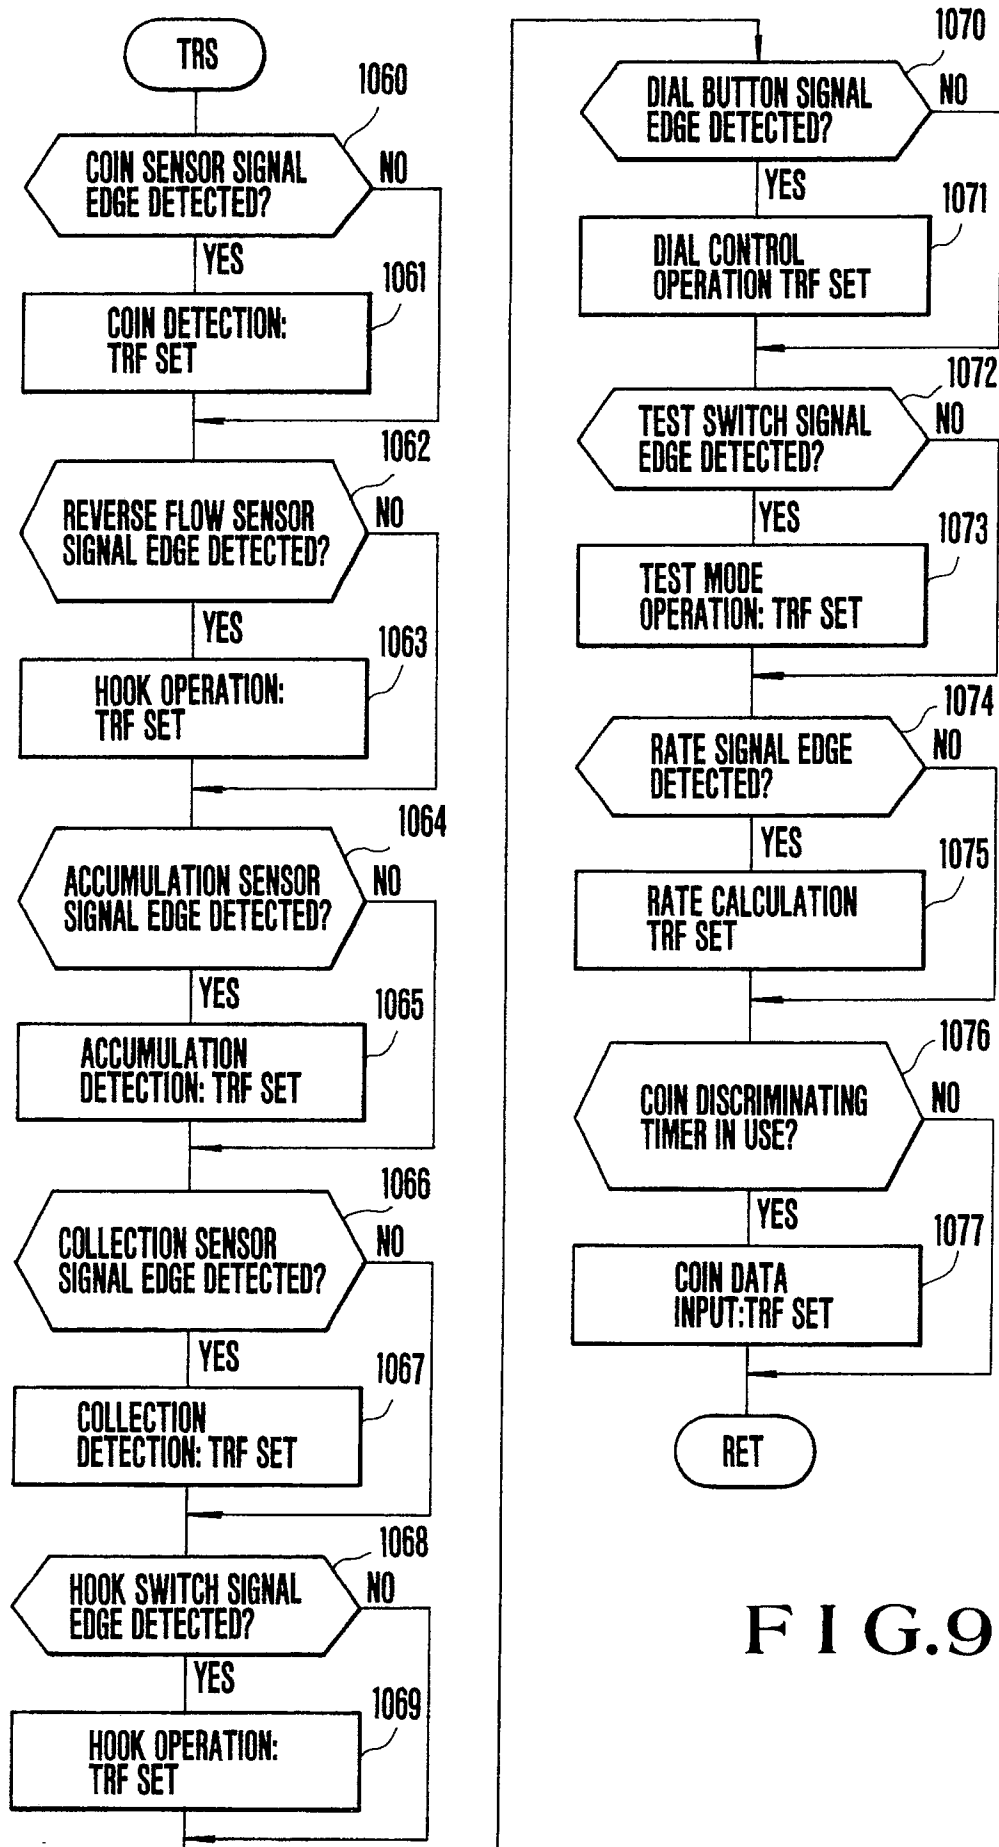 TRS
1060
COIN SENSOR SIGNAL
EDGE DETECTED?
NO
YES
1061
COIN DETECTION:
TRF SET
1062
REVERSE FLOW SENSOR
SIGNAL EDGE DETECTED?
NO
YES
1063
HOOK OPERATION:
TRF SET
1064
ACCUMULATION SENSOR
SIGNAL EDGE DETECTED?
NO
YES
1065
ACCUMULATION
DETECTION: TRF SET
1066
COLLECTION SENSOR
SIGNAL EDGE DETECTED?
NO
YES
1067
COLLECTION
DETECTION: TRF SET
1068
HOOK SWITCH SIGNAL
EDGE DETECTED?
NO
YES
1069
HOOK OPERATION:
TRF SET
1070
DIAL BUTTON SIGNAL
EDGE DETECTED?
NO
YES
1071
DIAL CONTROL
OPERATION TRF SET
1072
TEST SWITCH SIGNAL
EDGE DETECTED?
NO
YES
1073
TEST MODE
OPERATION: TRF SET
1074
RATE SIGNAL EDGE
DETECTED?
NO
YES
1075
RATE CALCULATION
TRF SET
1076
COIN DISCRIMINATING
TIMER IN USE?
NO
YES
1077
COIN DATA
INPUT:TRF SET
RET
FIG.9